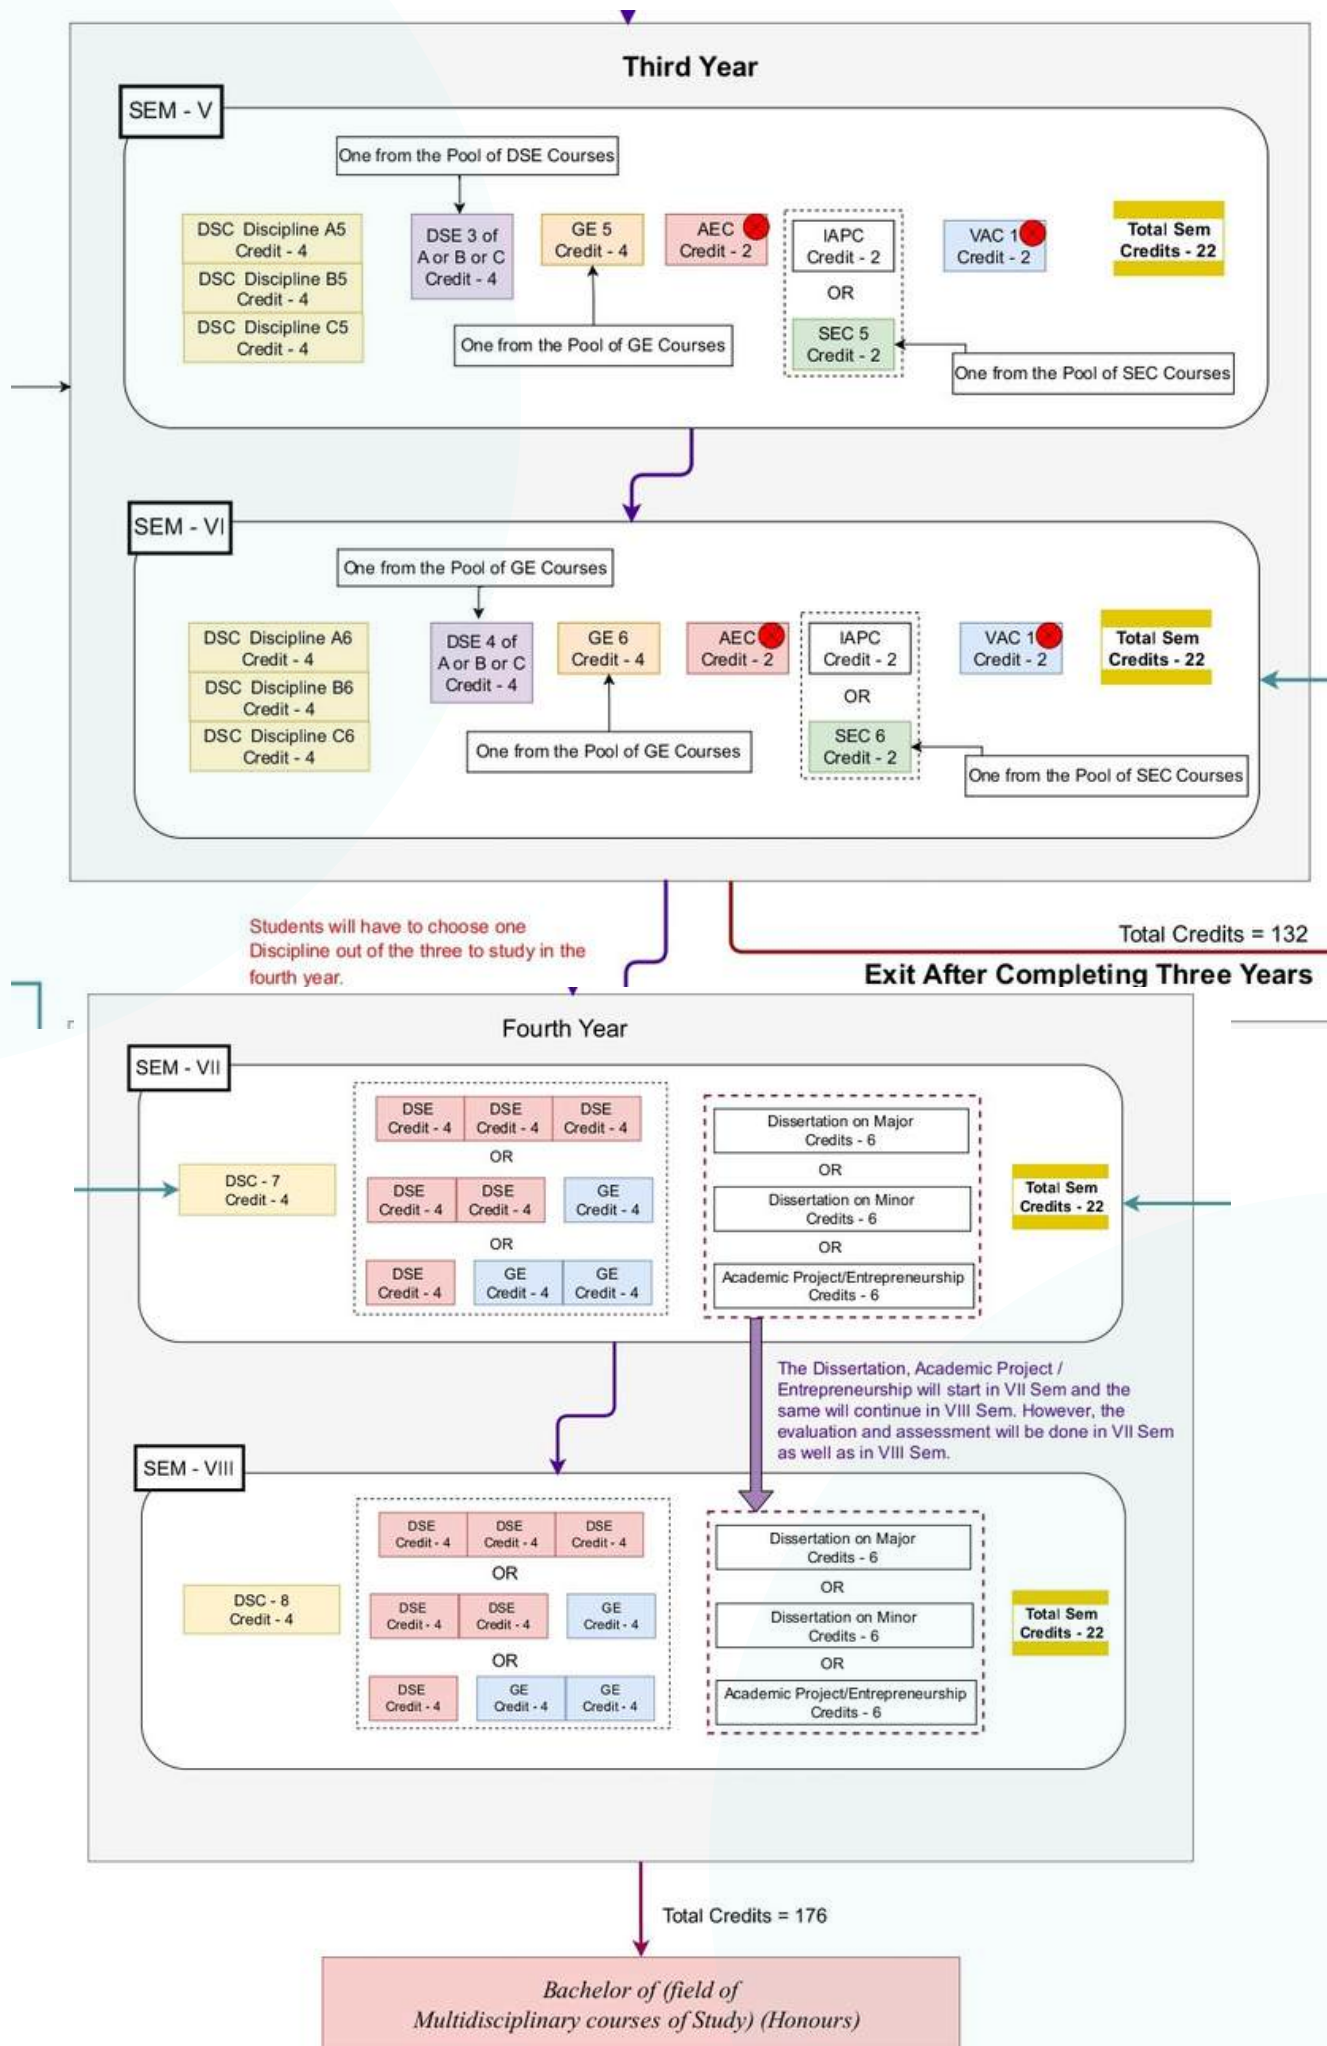 Third Year
SEM - V
One from the Pool of DSE Courses
DSC Discipline A5
Credit - 4
DSC Discipline B5
Credit - 4
DSC Discipline C5
Credit - 4
DSE 3 of
A or B or C
Credit - 4
GE 5
Credit - 4
One from the Pool of GE Courses
AEC
Credit - 2
IAPC
Credit - 2
OR
SEC 5
Credit - 2
One from the Pool of SEC Courses
VAC 1
Credit - 2
Total Sem
Credits - 22
SEM - VI
One from the Pool of GE Courses
DSC Discipline A6
Credit - 4
DSC Discipline B6
Credit - 4
DSC Discipline C6
Credit - 4
DSE 4 of
A or B or C
Credit - 4
GE 6
Credit - 4
One from the Pool of GE Courses
AEC
Credit - 2
IAPC
Credit - 2
OR
SEC 6
Credit - 2
One from the Pool of SEC Courses
VAC 1
Credit - 2
Total Sem
Credits - 22
Students will have to choose one
Discipline out of the three to study in the
fourth year.
Total Credits = 132
Exit After Completing Three Years
Fourth Year
SEM - VII
DSC - 7
Credit - 4
DSE DSE DSE
Credit - 4 Credit - 4 Credit - 4
OR
DSE DSE GE
Credit - 4 Credit - 4 Credit - 4
OR
DSE GE GE
Credit - 4 Credit - 4 Credit - 4
Dissertation on Major
Credits - 6
OR
Dissertation on Minor
Credits - 6
OR
Academic Project/Entrepreneurship
Credits - 6
Total Sem
Credits - 22
The Dissertation, Academic Project /
Entrepreneurship will start in VII Sem and the
same will continue in VIII Sem. However, the
evaluation and assessment will be done in VII Sem
as well as in VIII Sem.
SEM - VIII
DSC - 8
Credit - 4
DSE DSE DSE
Credit - 4 Credit - 4 Credit - 4
OR
DSE DSE GE
Credit - 4 Credit - 4 Credit - 4
OR
DSE GE GE
Credit - 4 Credit - 4 Credit - 4
Dissertation on Major
Credits - 6
OR
Dissertation on Minor
Credits - 6
OR
Academic Project/Entrepreneurship
Credits - 6
Total Sem
Credits - 22
Total Credits = 176
Bachelor of (field of
Multidisciplinary courses of Study) (Honours)